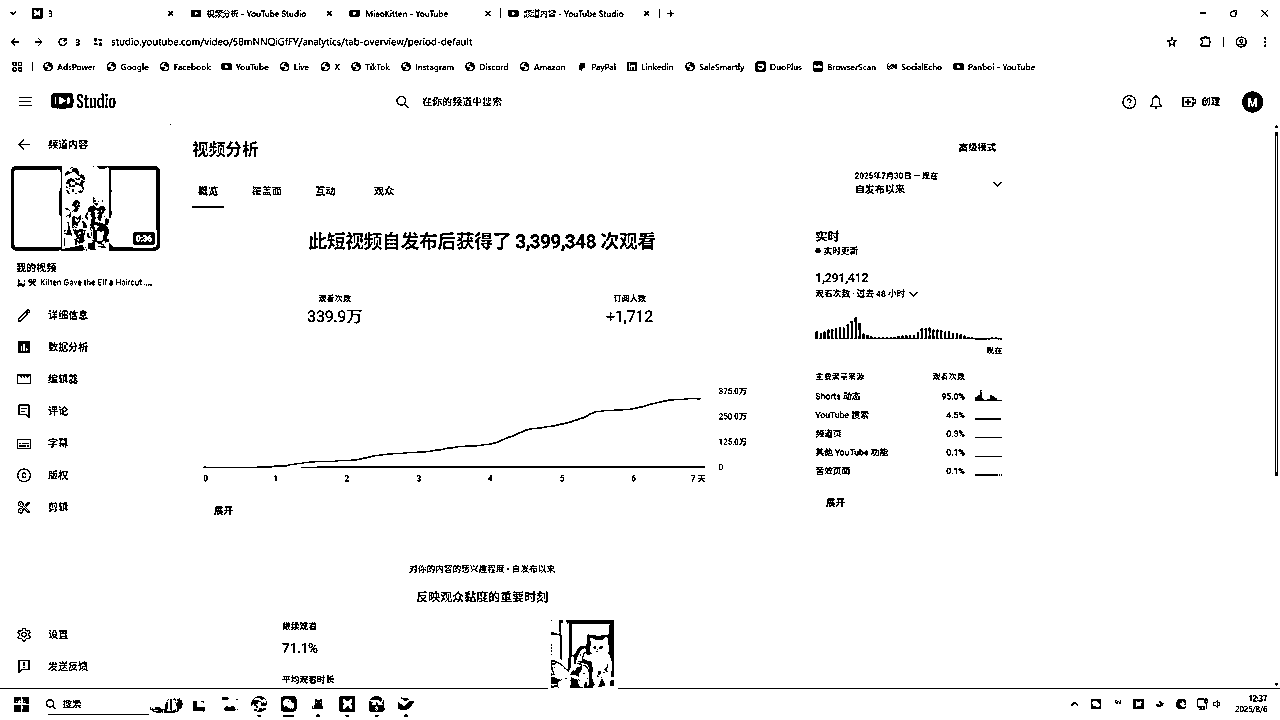 3
视频分析 - YouTube Studio
MiaoKitten - YouTube
频道内容 - YouTube Studio
studio.youtube.com/video/SBmNNQiGfFY/analytics/tab-overview/period-default
AdsPower
Google
Facebook
YouTube
Live
X
TikTok
Instagram
Discord
Amazon
PayPal
Linkedin
SaleSmartly
DuoPlus
BrowserScan
SocialEcho
Panboi - YouTube
Studio
在你的频道中搜索
创建
M
频道内容
0:36
我的视频
Kitten Gave the Elf a Haircut ...
详细信息
数据分析
编辑器
评论
字幕
版权
剪辑
设置
发送反馈
视频分析
高级模式
概览
覆盖面
互动
观众
2025年7月30日 – 现在
自发布以来
此短视频自发布后获得了 3,399,348 次观看
观看次数
339.9万
订阅人数
+1,712
375.0万
250.0万
125.0万
0
0
1
2
3
4
5
6
7 天
展开
实时
实时更新
1,291,412
观看次数 · 过去 48 小时
现在
主要流量来源
观看次数
Shorts 动态
95.0%
YouTube 搜索
4.5%
频道页
0.3%
其他 YouTube 功能
0.1%
音效页面
0.1%
展开
对你的内容的感兴趣程度 · 自发布以来
反映观众黏度的重要时刻
继续观看
71.1%
平均观看时长
搜索
12:37
2025/8/6